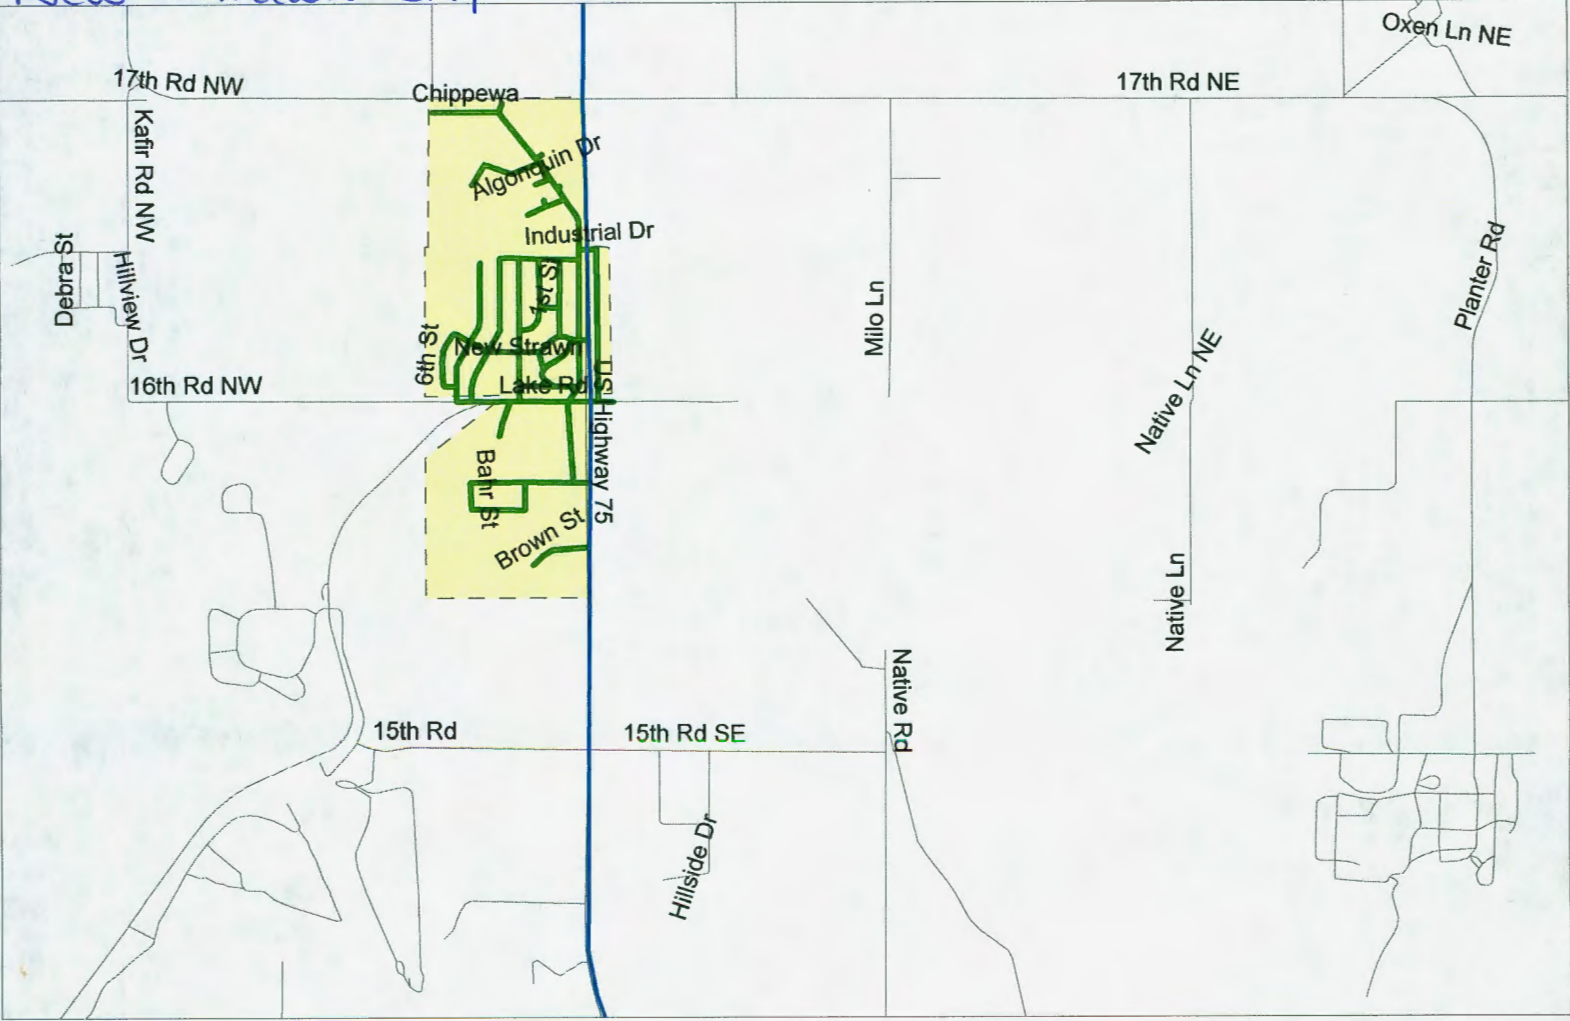 Oxen Ln NE
17th Rd NW
Chippewa
17th Rd NE
Kafir Rd NW
Algonquin Dr
Industrial Dr
Debra St
Hillview Dr
1st St
6th St
New Strawn
Milo Ln
Planter Rd
16th Rd NW
Lake Rd
US Highway 75
Native Ln NE
Bahr St
Brown St
Native Ln
Native Rd
15th Rd
15th Rd SE
Hillside Dr